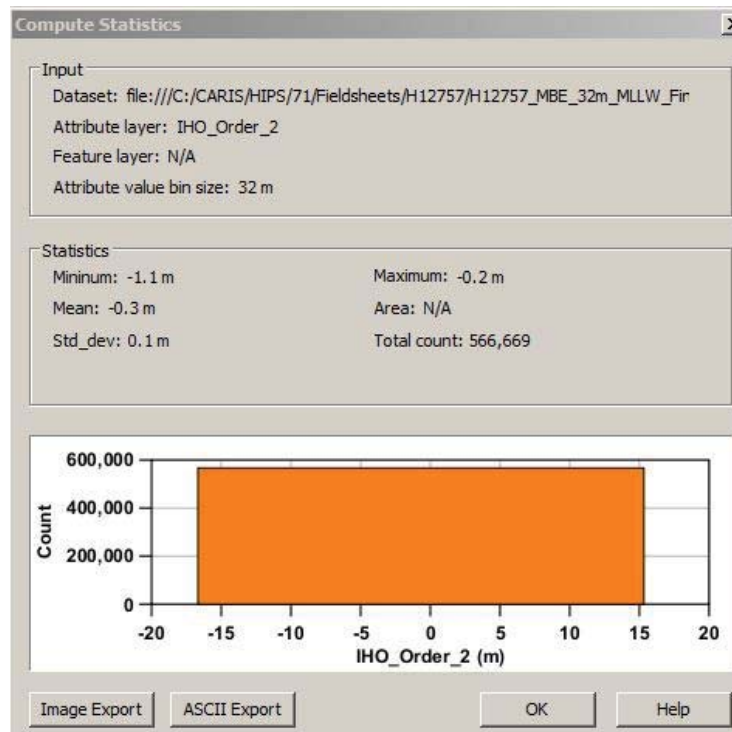 Compute Statistics
Input
Dataset: file:///C:/CARIS/HIPS/71/Fieldsheets/H12757/H12757_MBE_32m_MLLW_Fin
Attribute layer: IHO_Order_2
Feature layer: N/A
Attribute value bin size: 32 m
Statistics
Mininum: -1.1 m Maximum: -0.2 m
Mean: -0.3 m Area: N/A
Std_dev: 0.1 m Total count: 566,669
600,000
400,000
200,000
0
Count
-20 -15 -10 -5 0 5 10 15 20
IHO_Order_2 (m)
Image Export ASCII Export OK Help